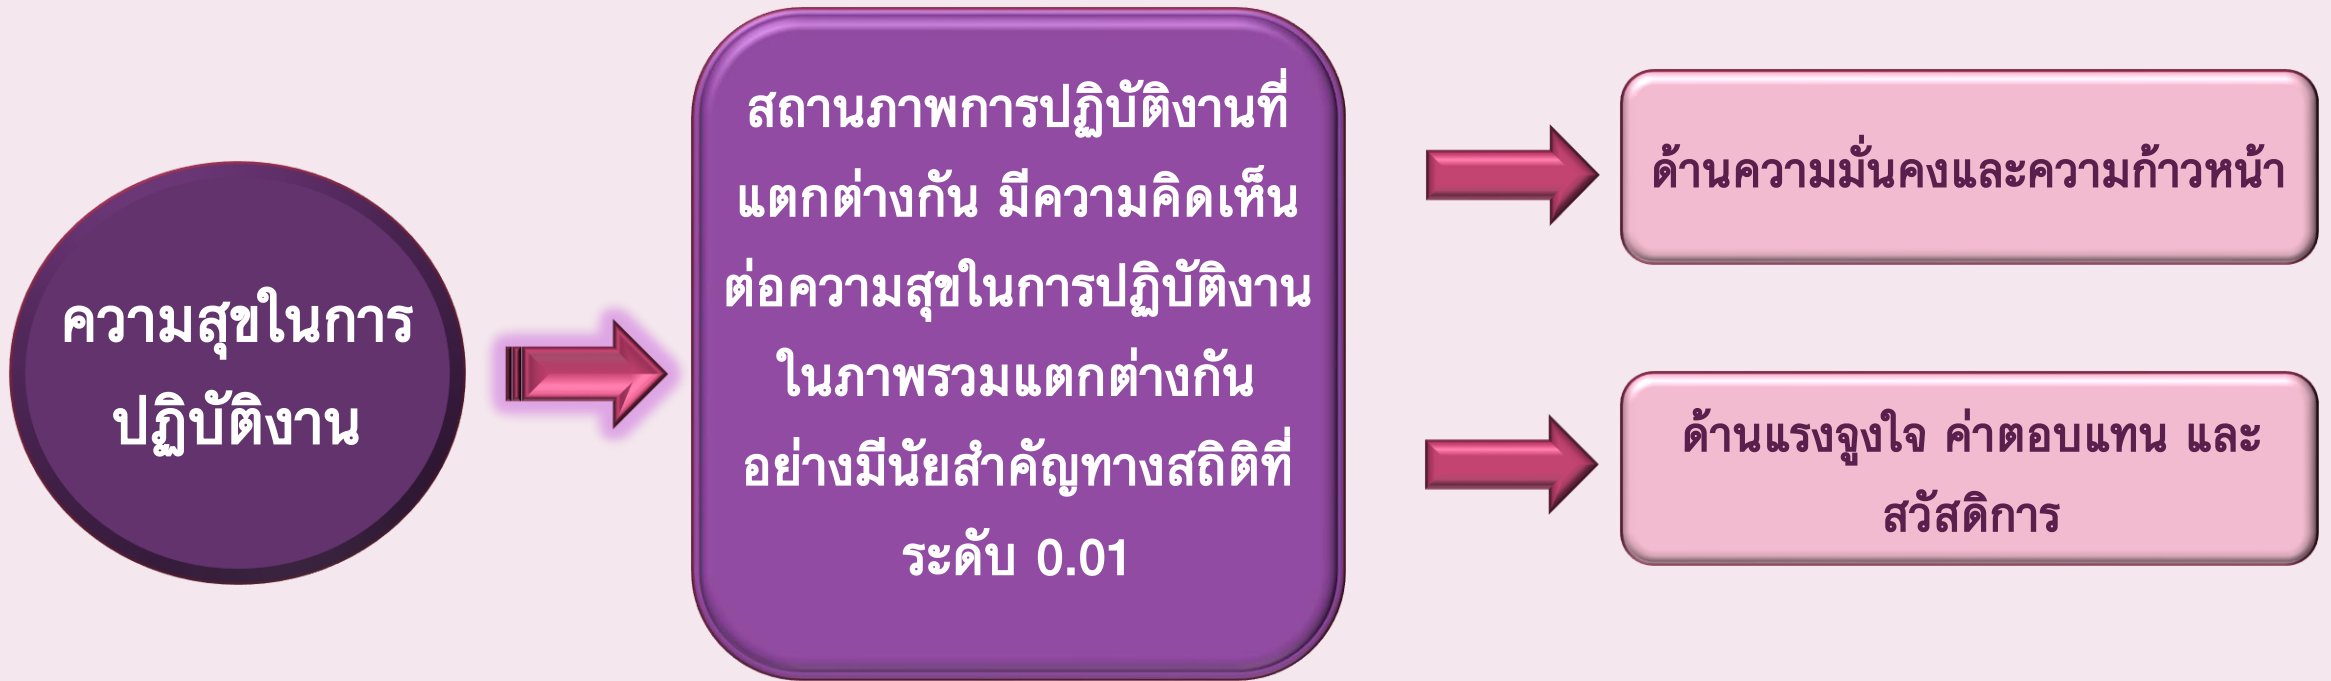 ความสุขในการ
ปฏิบัติงาน
สถานภาพการปฏิบัติงานที่
แตกต่างกัน มีความคิดเห็น
ต่อความสุขในการปฏิบัติงาน
ในภาพรวมแตกต่างกัน
อย่างมีนัยสำคัญทางสถิติที่
ระดับ 0.01
ด้านความมั่นคงและความก้าวหน้า
ด้านแรงจูงใจ ค่าตอบแทน และ
สวัสดิการ